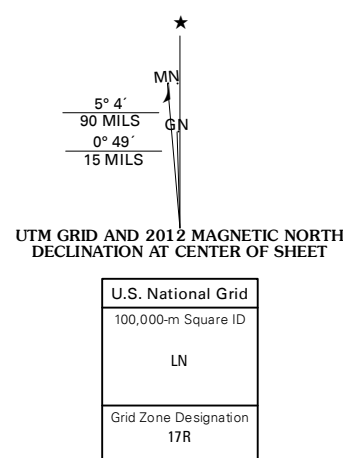 ★
MN
5° 4´
90 MILS
GN
0° 49´
15 MILS
UTM GRID AND 2012 MAGNETIC NORTH
DECLINATION AT CENTER OF SHEET
U.S. National Grid
100,000-m Square ID
LN
Grid Zone Designation
17R